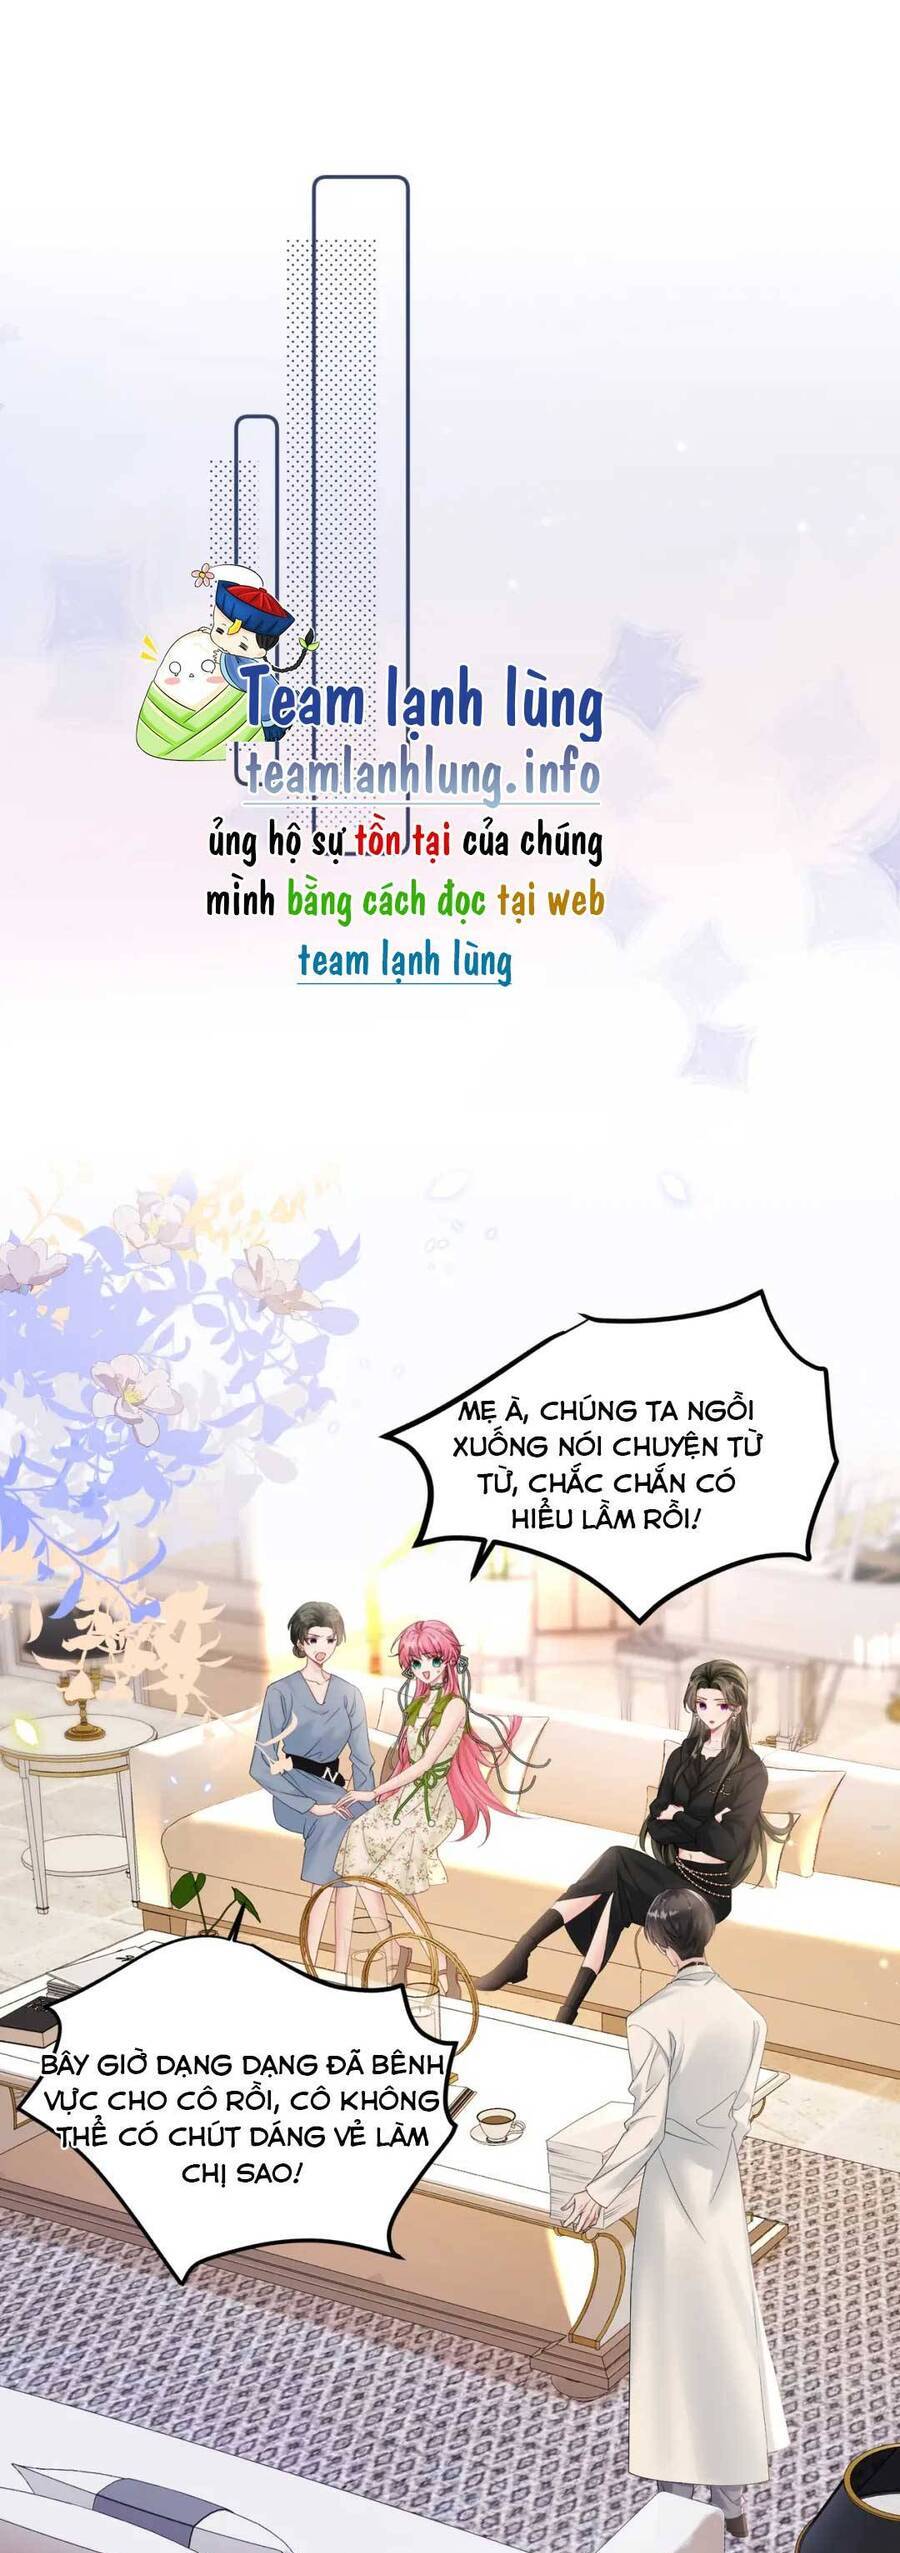 Team lạnh lùng
teamlanhlung.info
ủng hộ sự tồn tại của chúng
mình bằng cách đọc tại web
team lạnh lùng
MẸ À, CHÚNG TA NGỒI
XUỐNG NÓI CHUYỆN TỪ
TỪ, CHẮC CHẮN CÓ
HIỂU LẦM RỒI!
BÂY GIỜ DẠNG DẠNG ĐÃ BÊNH
VỰC CHO CÔ RỒI, CÔ KHÔNG
THỂ CÓ CHÚT DÁNG VẺ LÀM
CHỊ SAO!